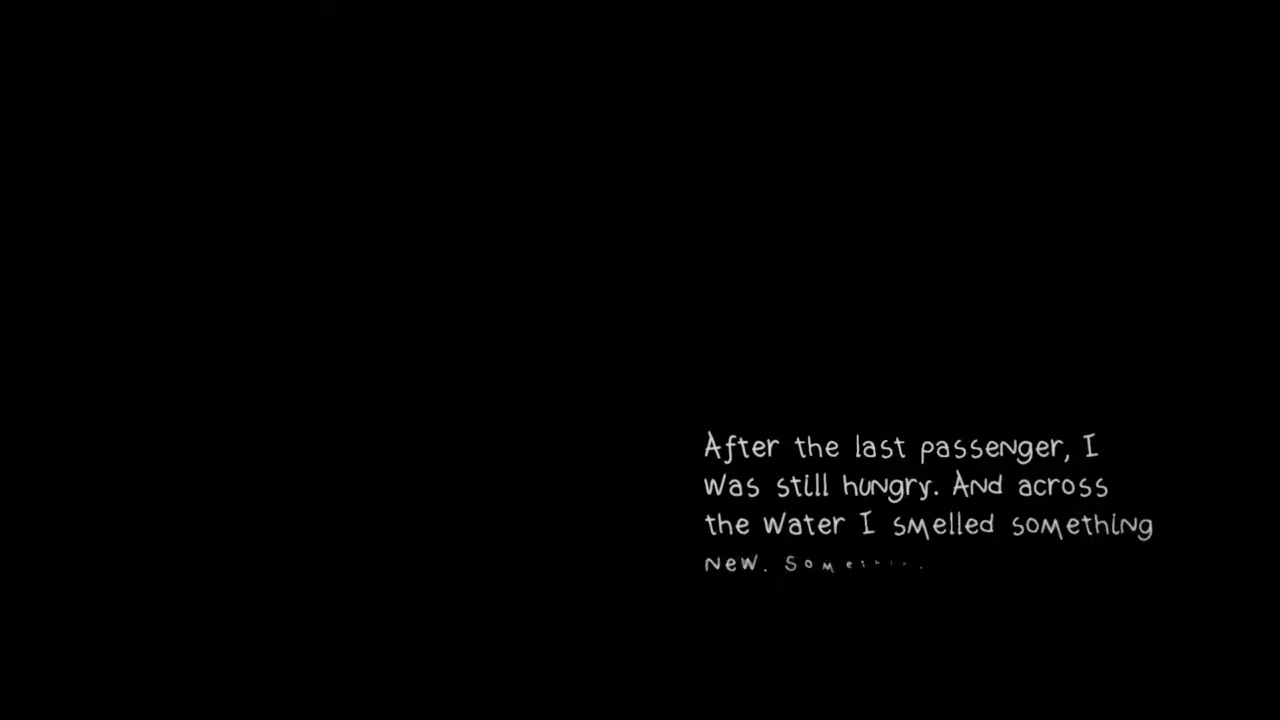 After the last passenger, I
was still hungry. And across
the water I smelled something
new.